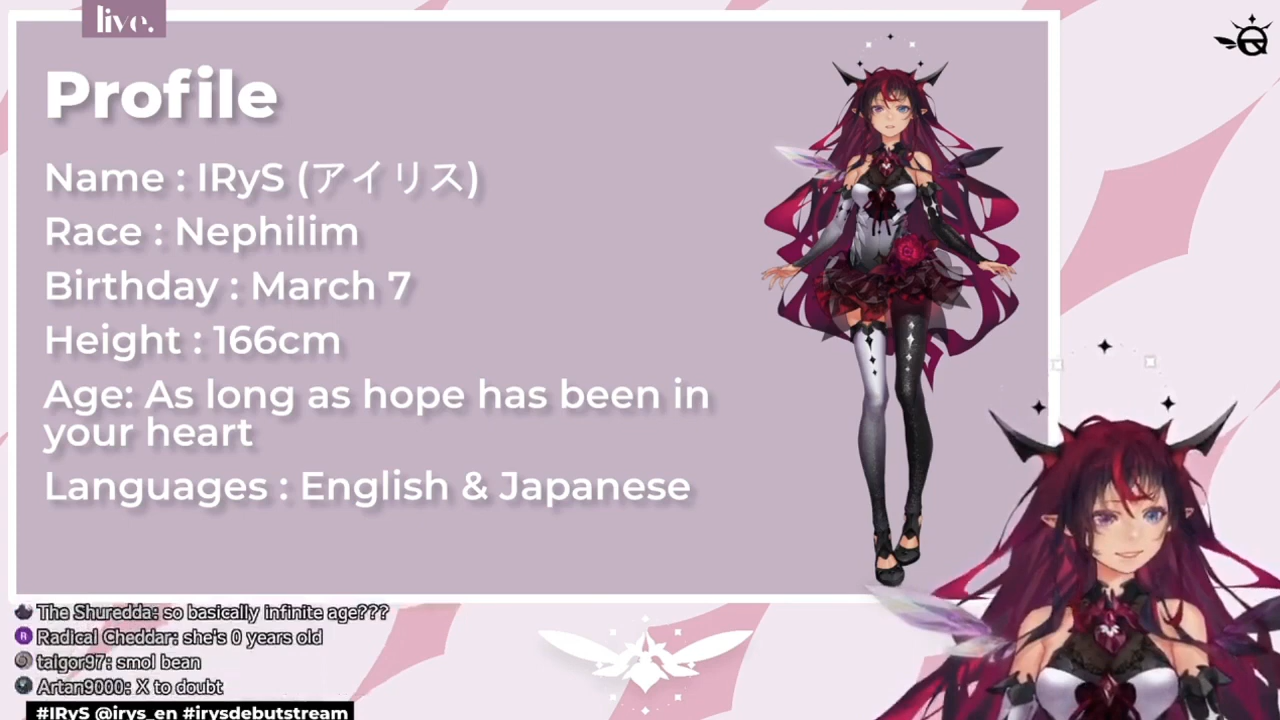 live.
Profile
Name : IRyS (アイリス)
Race : Nephilim
Birthday : March 7
Height : 166cm
Age: As long as hope has been in
your heart
Languages : English & Japanese
The Shuredda: so basically infinite age???
R Radical Cheddar: she's 0 years old
talgor97: smol bean
Artan9000: X to doubt
#IRyS @irys_en #irysdebutstream